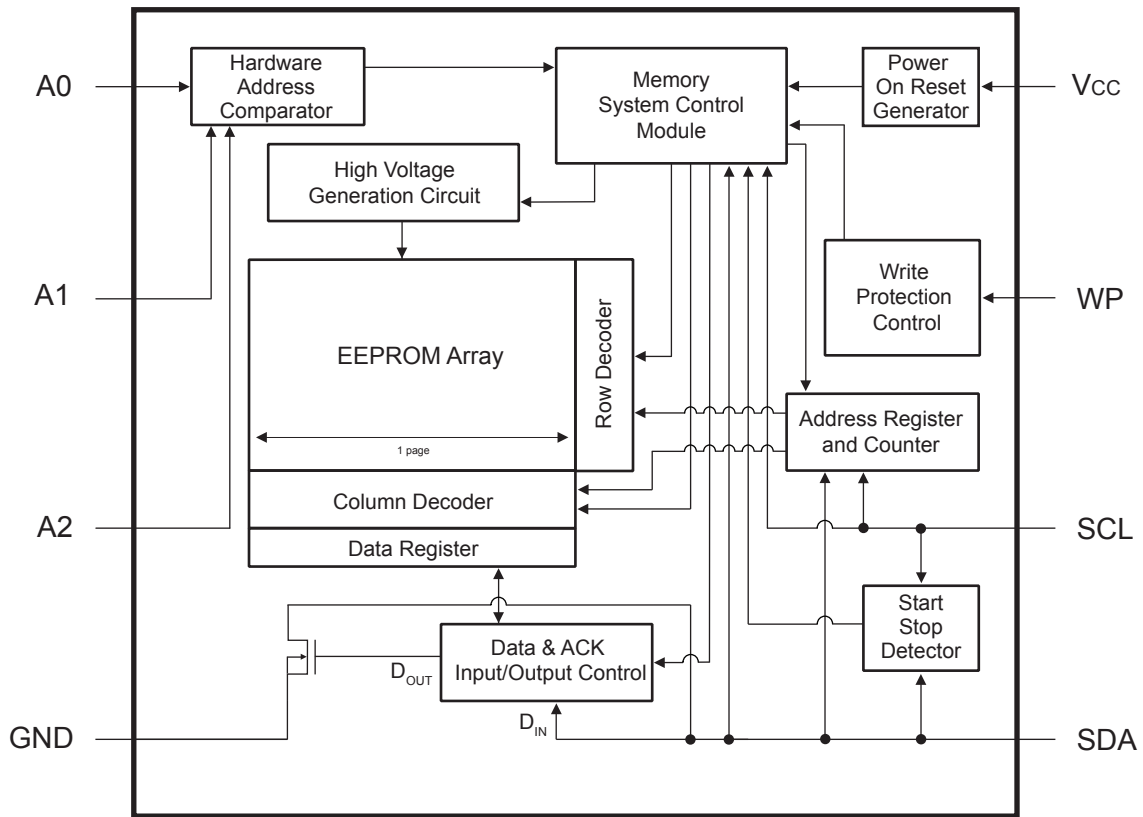 Hardware
Address
Comparator
Memory
System Control
Module
Power
On Reset
Generator
A0
VCC
High Voltage
Generation Circuit
Write
Protection
Control
A1
WP
EEPROM Array
Row Decoder
1 page
Address Register
and Counter
Column Decoder
A2
SCL
Data Register
Start
Stop
Detector
Data & ACK
Input/Output Control
DOUT
DIN
GND
SDA